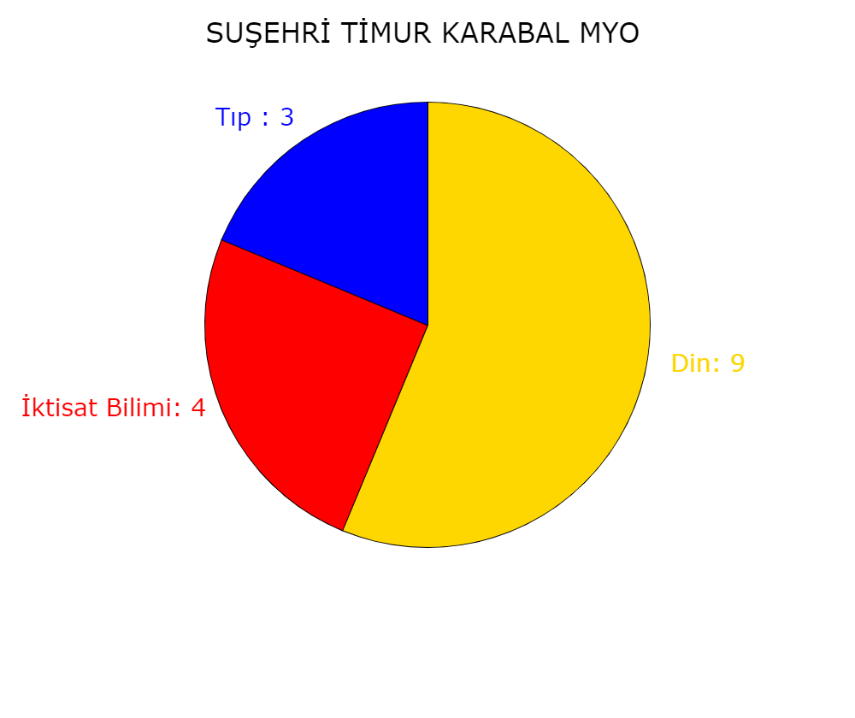 SUŞEHRİ TİMUR KARABAL MYO
Tıp : 3
Din: 9
İktisat Bilimi: 4